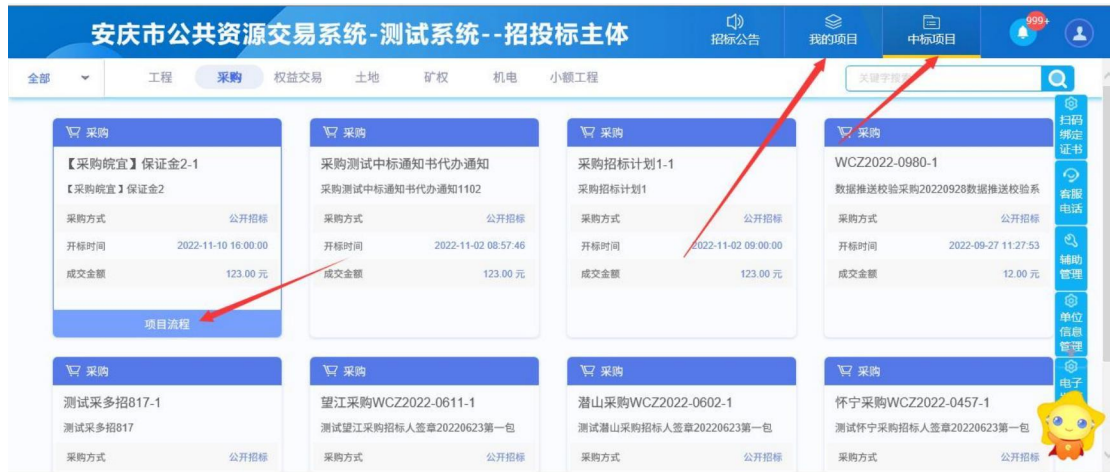 安庆市公共资源交易系统-测试系统--招投标主体
招标公告
我的项目
中标项目
999+
全部
工程
采购
权益交易
土地
矿权
机电
小额工程
扫码
绑定
证书
客服
电话
辅助
管理
单位
信息
管理
电子
采购
【采购皖宜】保证金2-1
【采购皖宜】保证金2
采购方式 公开招标
开标时间 2022-11-10 16:00:00
成交金额 123.00 元
项目流程
采购
采购测试中标通知书代办通知
采购测试中标通知书代办通知1102
采购方式 公开招标
开标时间 2022-11-02 08:57:46
成交金额 123.00 元
采购
采购招标计划1-1
采购招标计划1
采购方式 公开招标
开标时间 2022-11-02 09:00:00
成交金额 123.00 元
采购
WCZ2022-0980-1
数据推送校验采购20220928数据推送校验系
采购方式 公开招标
开标时间 2022-09-27 11:27:53
成交金额 12.00 元
采购
测试采多招817-1
测试采多招817
采购方式 公开招标
采购
望江采购WCZ2022-0611-1
测试望江采购招标人签章20220623第一包
采购方式 公开招标
采购
潜山采购WCZ2022-0602-1
测试潜山采购招标人签章20220623第一包
采购方式 公开招标
采购
怀宁采购WCZ2022-0457-1
测试怀宁采购招标人签章20220623第一包
采购方式 公开招标